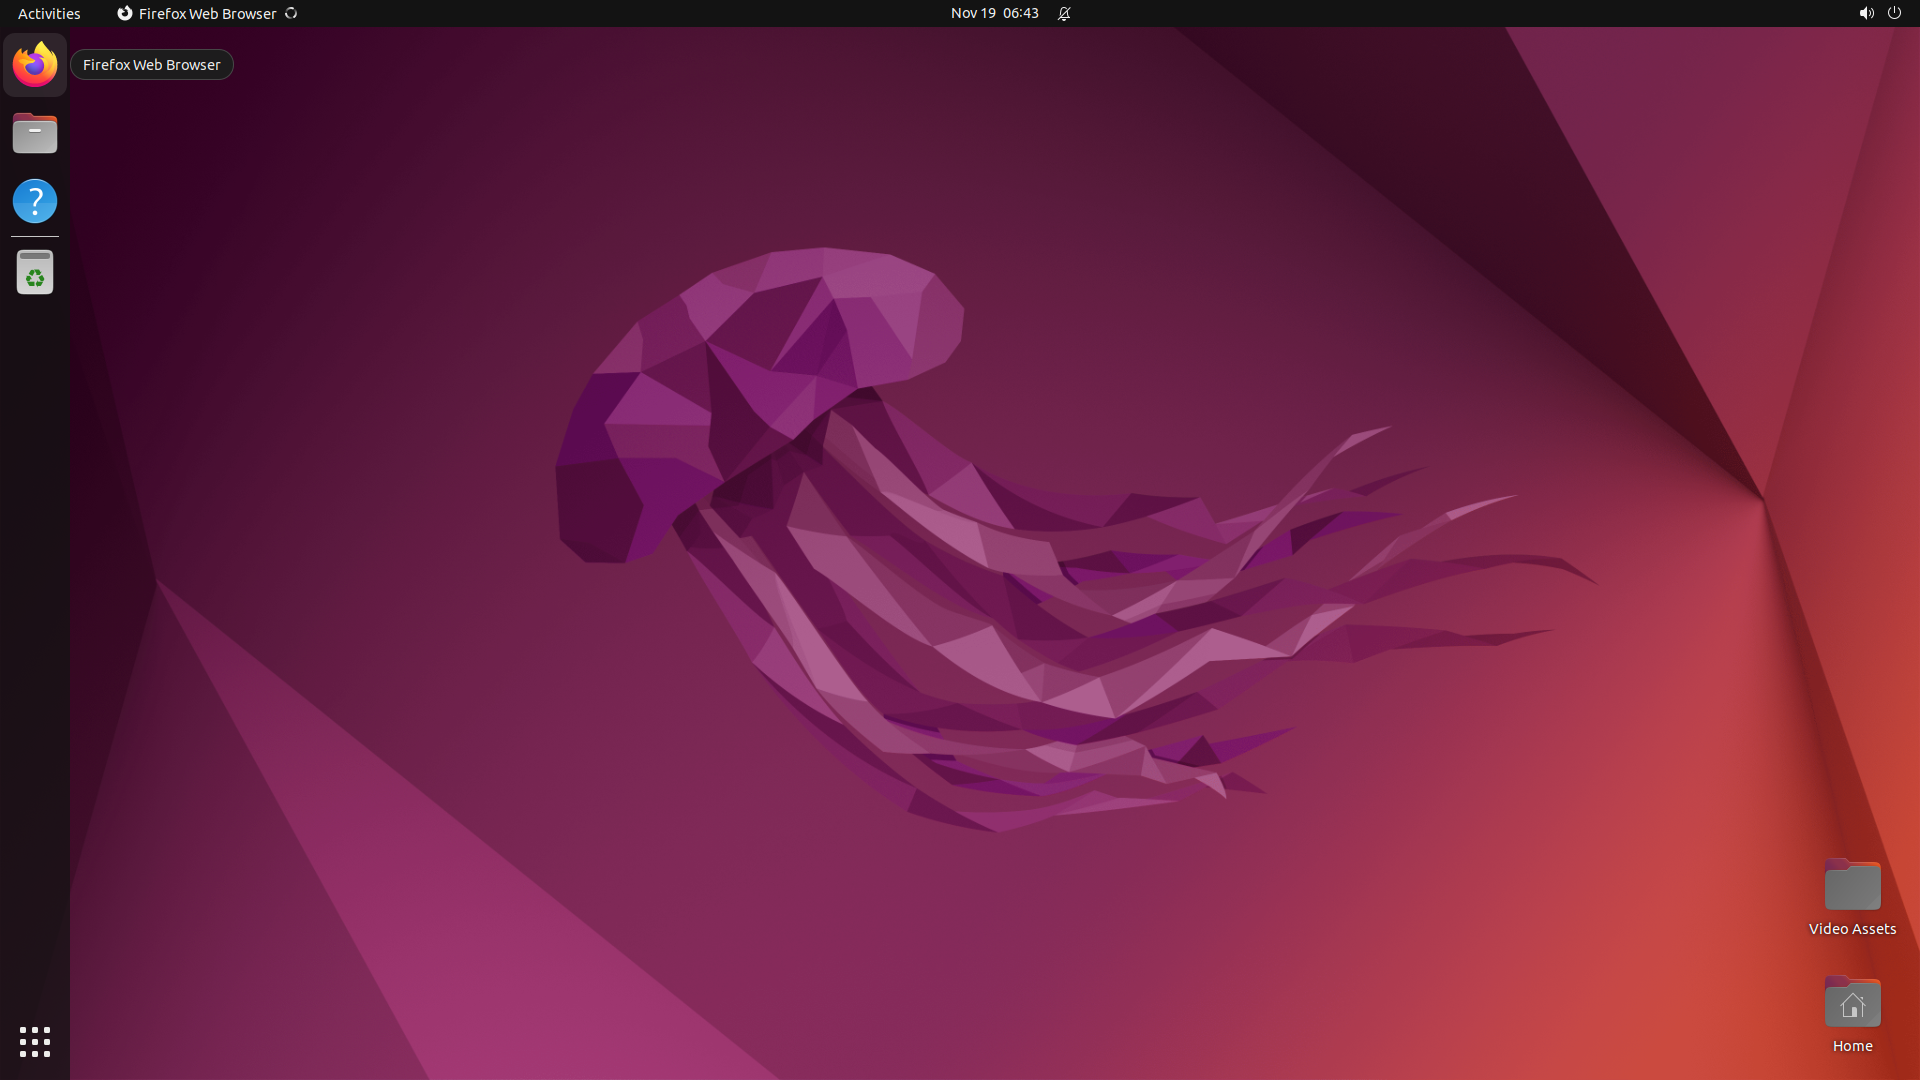 Activities
Firefox Web Browser
Nov 19 06:43
Firefox Web Browser
?
Video Assets
Home